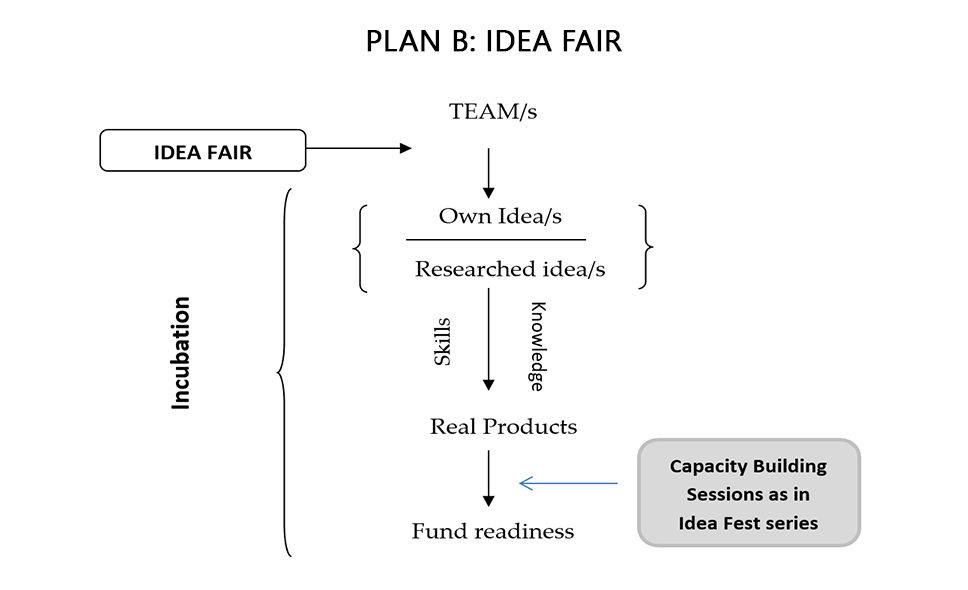 PLAN B: IDEA FAIR
TEAM/s
IDEA FAIR
Own Idea/s
Researched idea/s
Incubation
Skills
Knowledge
Real Products
Capacity Building
Sessions as in
Idea Fest series
Fund readiness